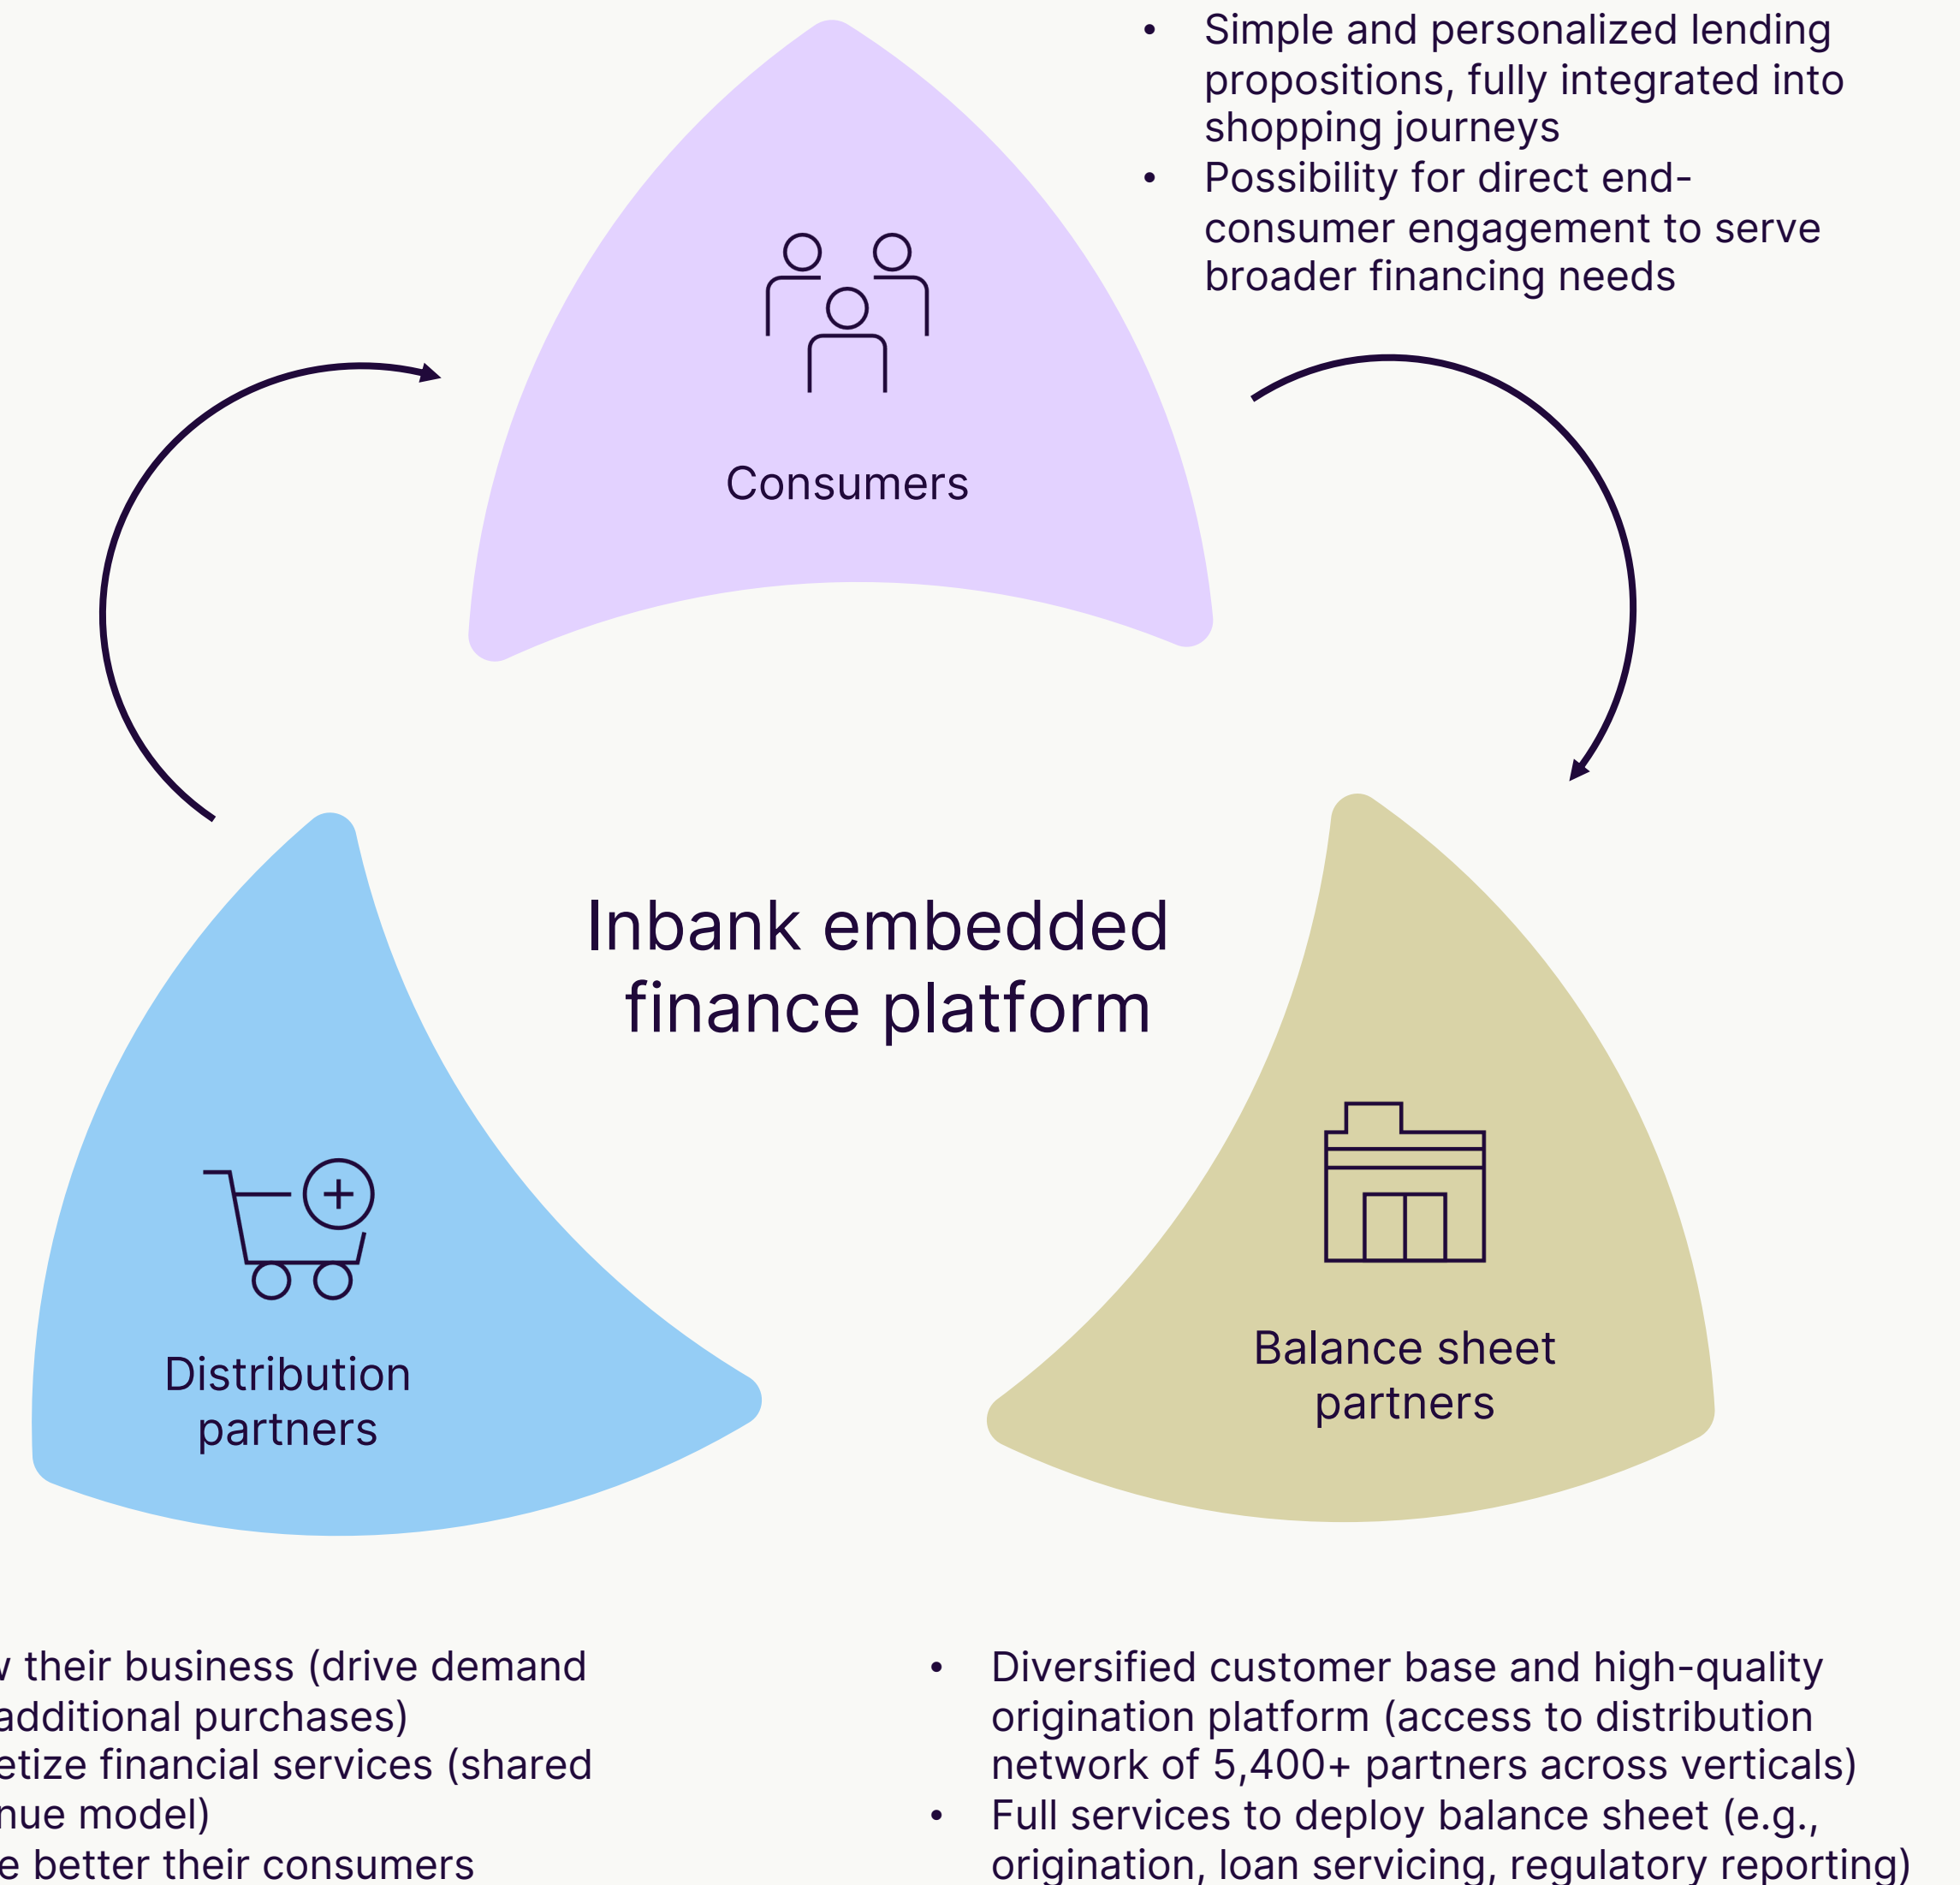 • Simple and personalized lending
propositions, fully integrated into
shopping journeys
• Possibility for direct end-
consumer engagement to serve
broader financing needs
Consumers
Inbank embedded
finance platform
Distribution
partners
Balance sheet
partners
their business (drive demand
additional purchases)
financial services (shared
model)
better their consumers
• Diversified customer base and high-quality
origination platform (access to distribution
network of 5,400+ partners across verticals)
• Full services to deploy balance sheet (e.g.,
origination, loan servicing, regulatory reporting)